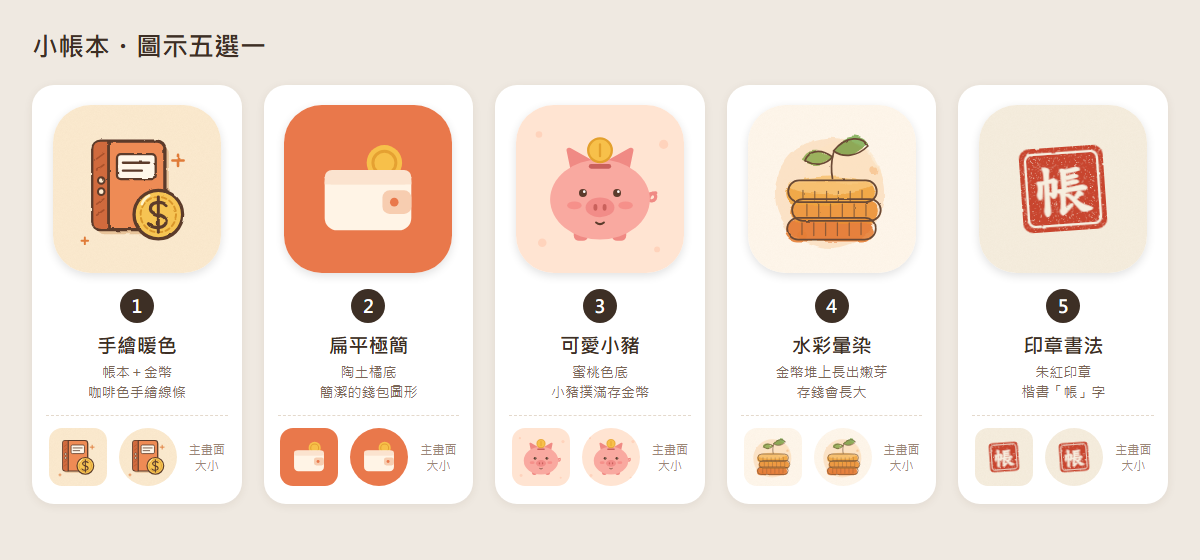 小帳本・圖示五選一
1
手繪暖色
帳本＋金幣
咖啡色手繪線條
主畫面
大小
2
扁平極簡
陶土橘底
簡潔的錢包圖形
主畫面
大小
3
可愛小豬
蜜桃色底
小豬撲滿存金幣
主畫面
大小
4
水彩暈染
金幣堆上長出嫩芽
存錢會長大
主畫面
大小
帳
5
印章書法
朱紅印章
楷書「帳」字
帳
帳
主畫面
大小